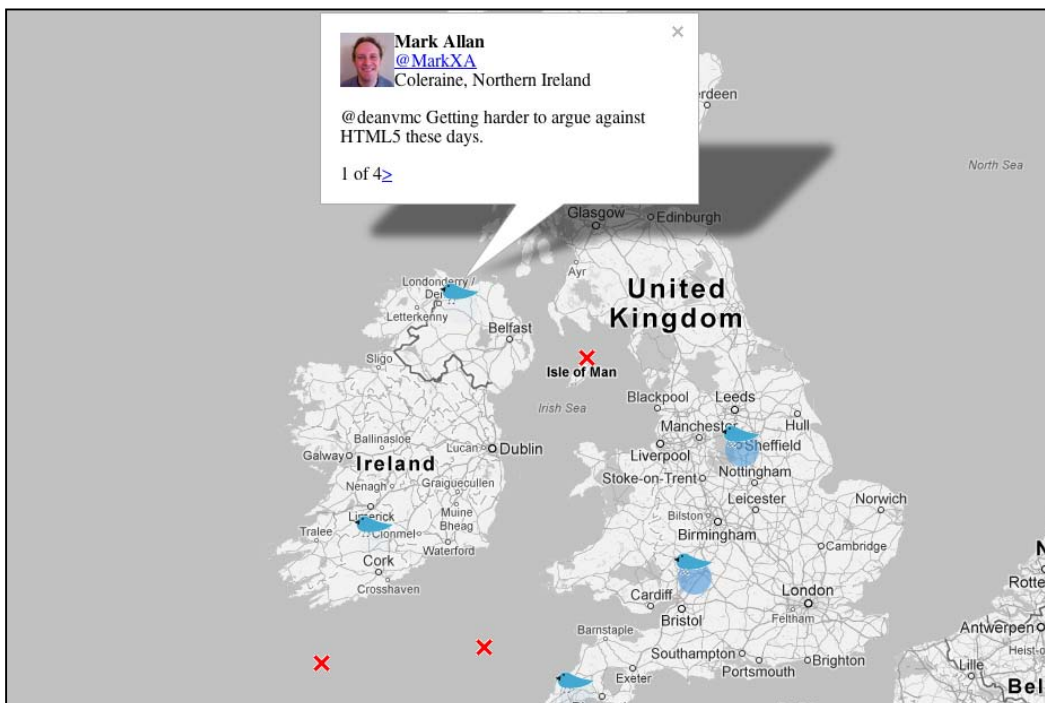 Mark Allan
@MarkXA
Coleraine, Northern Ireland
@deanvmc Getting harder to argue against
HTML5 these days.
1 of 4>
×
erdeen
North Sea
Glasgow
Edinburgh
Ayr
United
Kingdom
Londonderry /
Letterkenny
Belfast
Sligo
Isle of Man
Irish Sea
Blackpool
Leeds
Hull
Manchester
Sheffield
Liverpool
Ballinasloe
Galway
Lucan
Dublin
Ireland
Stoke-on-Trent
Nottingham
Nenagh
Graiguecullen
Leicester
Norwich
Limerick
Muine
Bheag
Bilston
Birmingham
Tralee
Clonmel
Waterford
Cambridge
Cork
Crosshaven
Cardiff
Bristol
London
Feltham
Barnstaple
Southampton
Portsmouth
Brighton
Exeter
N
Rotte
Antwerpen
Heist-o
Lille
Bel